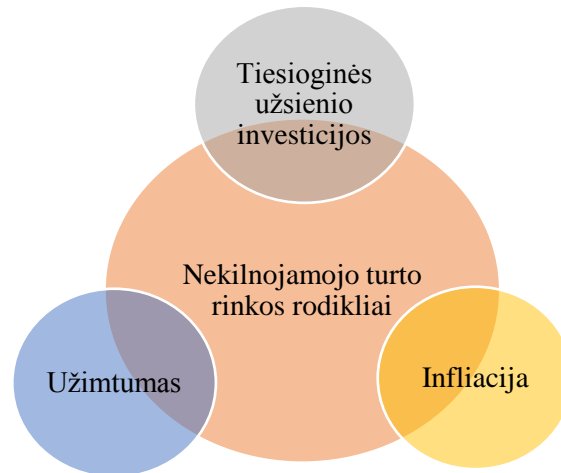 Tiesioginės
užsienio
investicijos
Nekilnojamojo turto
rinkos rodikliai
Užimtumas
Infliacija